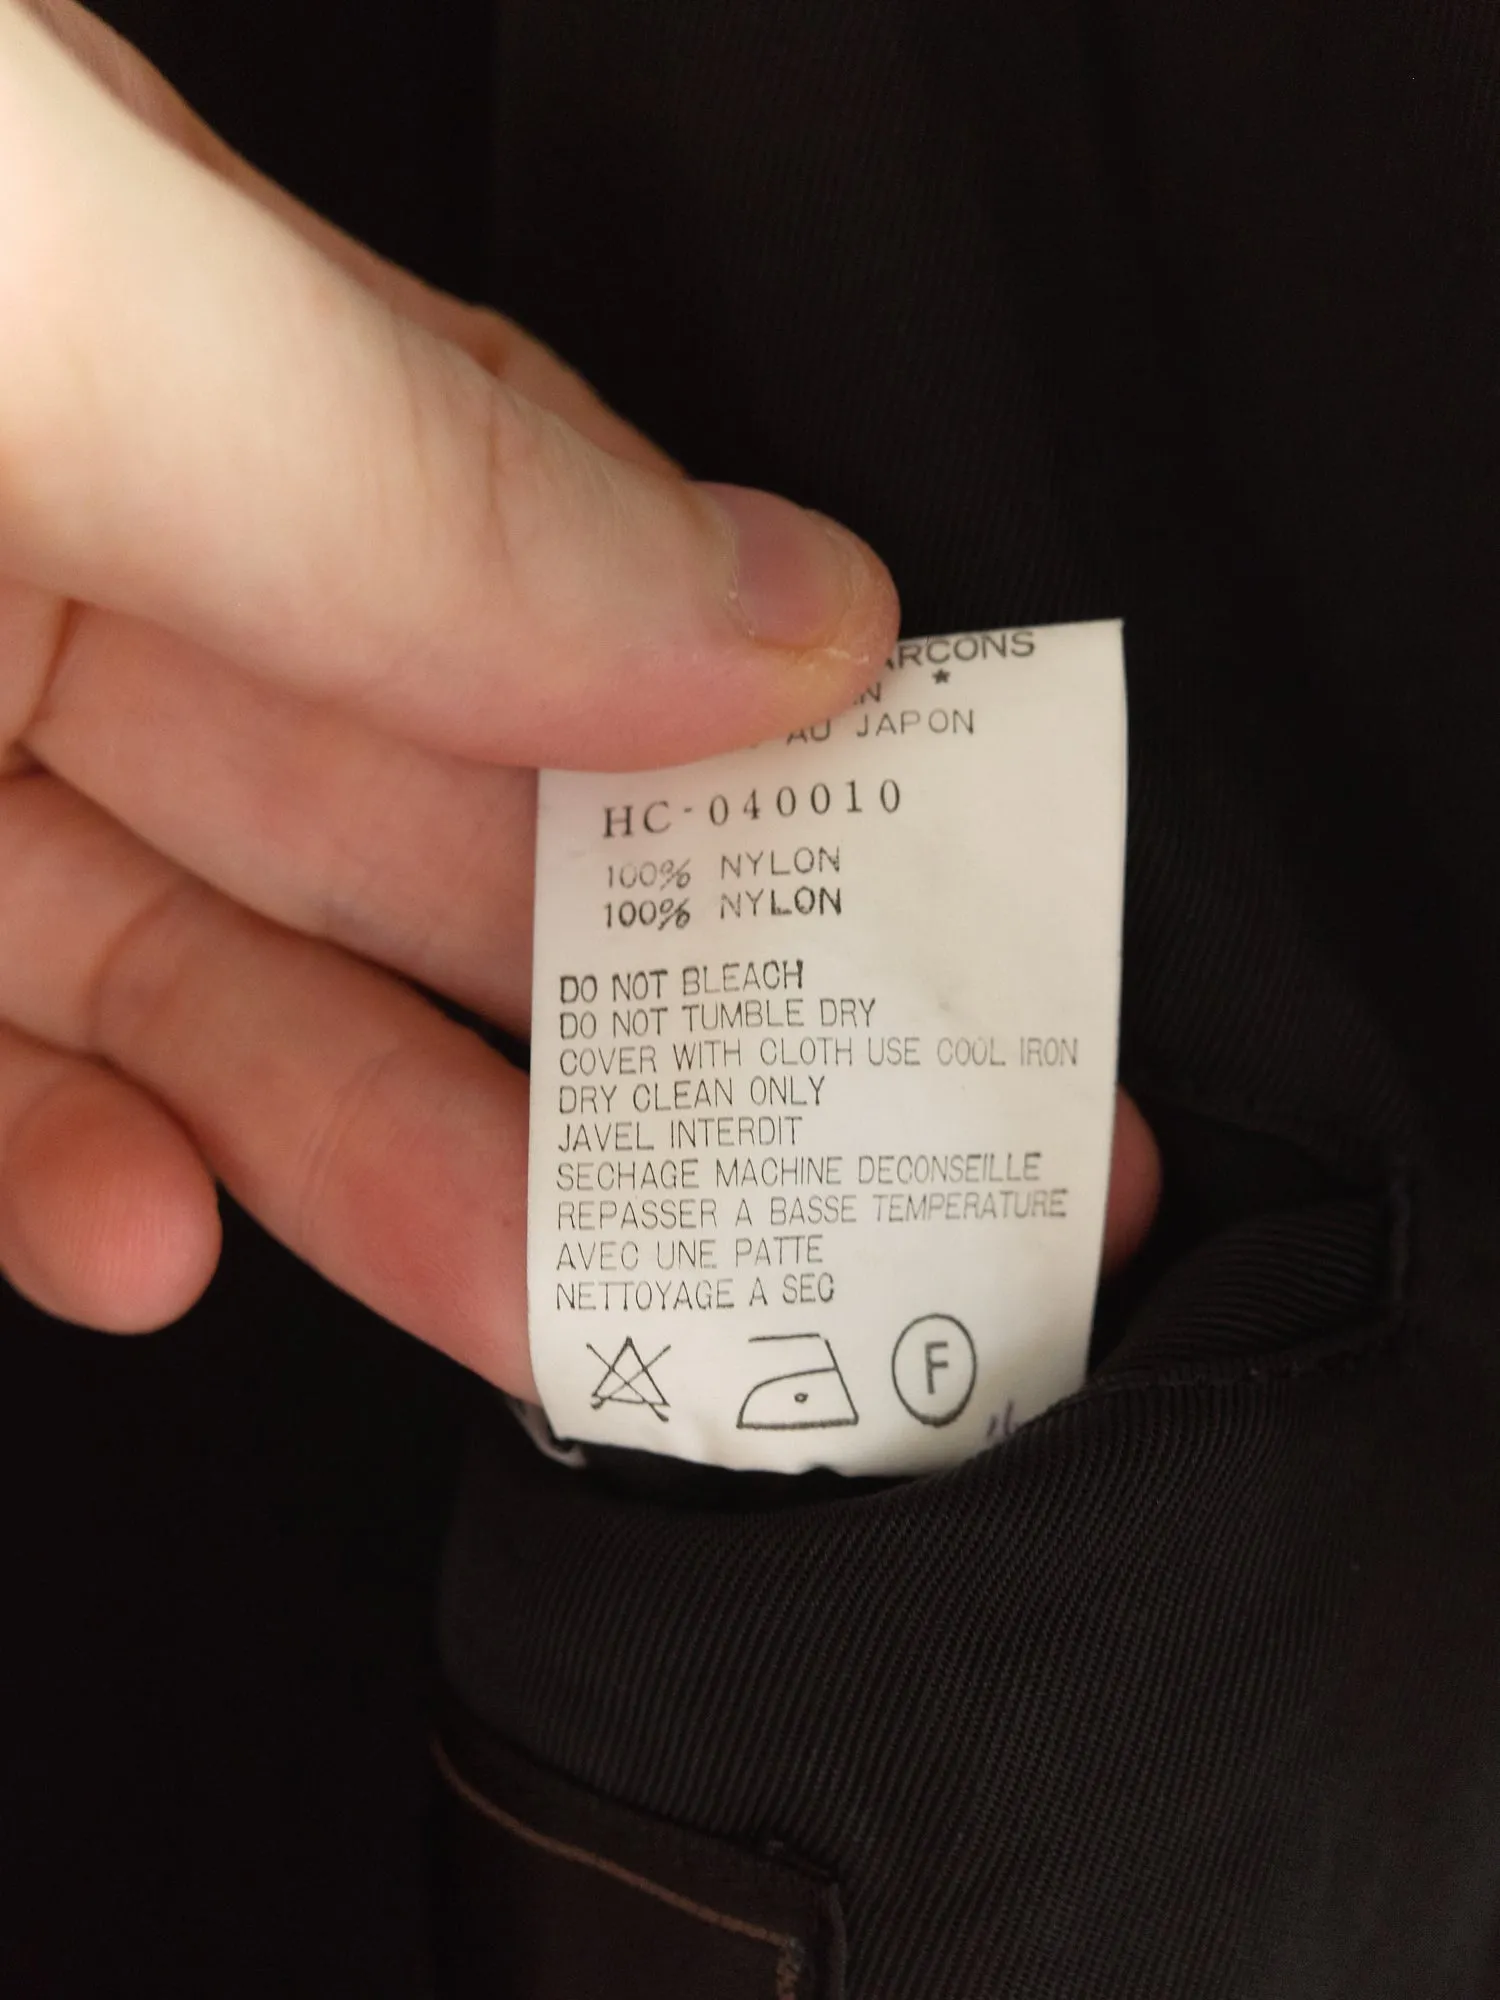 ARCONS
*
AN
AU JAPON
HC-040010
100% NYLON
100% NYLON
DO NOT BLEACH
DO NOT TUMBLE DRY
COVER WITH CLOTH USE COOL IRON
DRY CLEAN ONLY
JAVEL INTERDIT
SECHAGE MACHINE DECONSEILLE
REPASSER A BASSE TEMPERATURE
AVEC UNE PATTE
NETTOYAGE A SEC
F